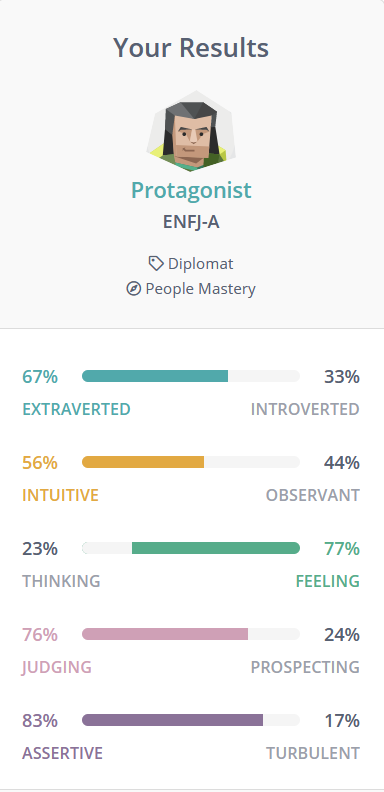 Your Results
Protagonist
ENFJ-A
Diplomat
People Mastery
67% 33%
EXTRAVERTED INTROVERTED
56% 44%
INTUITIVE OBSERVANT
23% 77%
THINKING FEELING
76% 24%
JUDGING PROSPECTING
83% 17%
ASSERTIVE TURBULENT